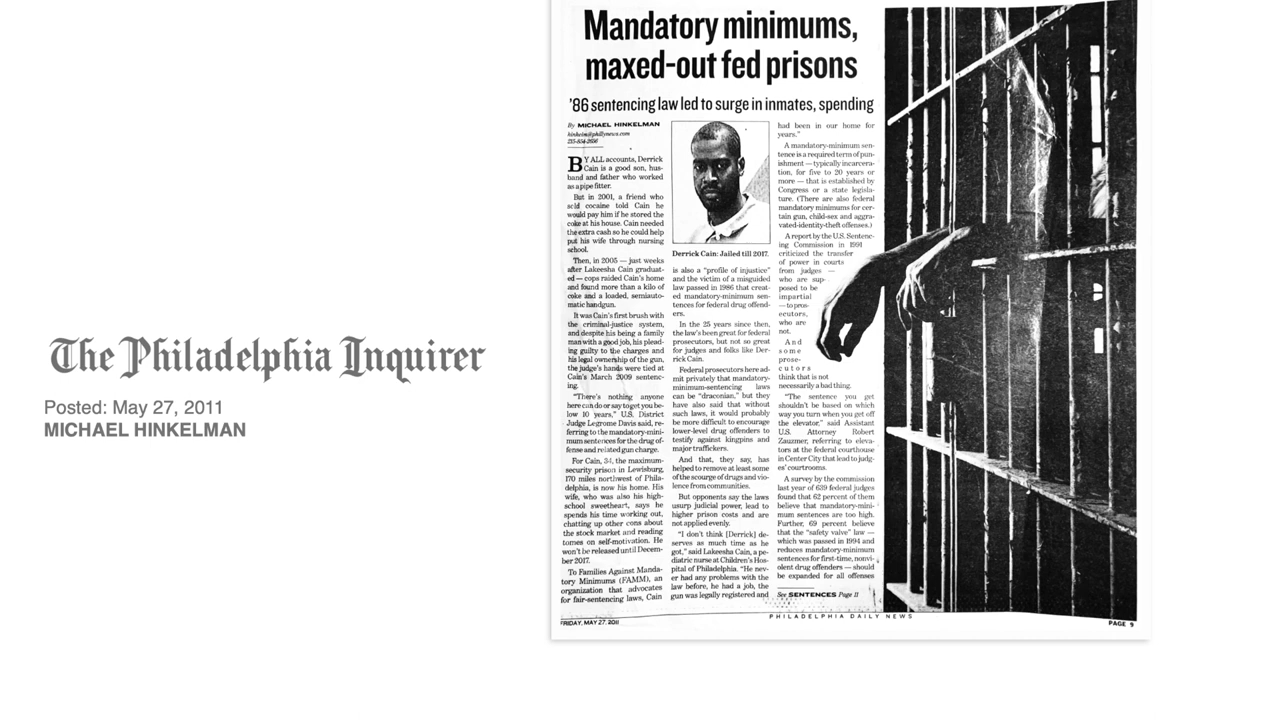 The Philadelphia Inquirer
Posted: May 27, 2011
MICHAEL HINKELMAN
Mandatory minimums,
maxed-out fed prisons
'86 sentencing law led to surge in inmates, spending
By MICHAEL HINKELMAN
hinkelm@phillynews.com
215-854-2656
BY ALL accounts, Derrick
Cain is a good son, hus-
band and father who worked
as a pipe fitter.
But in 2001, a friend who
sold cocaine told Cain he
would pay him if he stored the
coke at his house. Cain needed
the extra cash so he could help
put his wife through nursing
school.
Then, in 2005 — just weeks
after Lakeesha Cain graduat-
ed — cops raided Cain's home
and found more than a kilo of
coke and a loaded, semiauto-
matic handgun.
It was Cain's first brush with
the criminal-justice system,
and despite his being a family
man with a good job, his plead-
ing guilty to the charges and
his legal ownership of the gun,
the judge's hands were tied at
Cain's March 2009 sentenc-
ing.
"There's nothing anyone
here can do or say to get you be-
low 10 years," U.S. District
Judge Legrome Davis said, re-
ferring to the mandatory-mini-
mum sentences for the drug of-
fense and related gun charge.
For Cain, 34, the maximum-
security prison in Lewisburg,
170 miles northwest of Phila-
delphia, is now his home. His
wife, who was also his high-
school sweetheart, says he
spends his time working out,
chatting up other cons about
the stock market and reading
tomes on self-motivation. He
won't be released until Decem-
ber 2017.
To Families Against Manda-
tory Minimums (FAMM), an
organization that advocates
for fair-sentencing laws, Cain
Derrick Cain: Jailed till 2017.
is also a "profile of injustice"
and the victim of a misguided
law passed in 1986 that creat-
ed mandatory-minimum sen-
tences for federal drug offend-
ers.
In the 25 years since then,
the law's been great for federal
prosecutors, but not so great
for judges and folks like Der-
rick Cain.
Federal prosecutors here ad-
mit privately that mandatory-
minimum-sentencing laws
can be "draconian," but they
have also said that without
such laws, it would probably
be more difficult to encourage
lower-level drug offenders to
testify against kingpins and
major traffickers.
And that, they say, has
helped to remove at least some
of the scourge of drugs and vio-
lence from communities.
But opponents say the laws
usurp judicial power, lead to
higher prison costs and are
not applied evenly.
"I don't think [Derrick] de-
serves as much time as he
got," said Lakeesha Cain, a pe-
diatric nurse at Children's Hos-
pital of Philadelphia. "He nev-
er had any problems with the
law before, he had a job, the
gun was legally registered and
had been in our home for
years."
A mandatory-minimum sen-
tence is a required term of pun-
ishment — typically incarcera-
tion, for five to 20 years or
more — that is established by
Congress or a state legisla-
ture. (There are also federal
mandatory minimums for cer-
tain gun, child-sex and aggra-
vated-identity-theft offenses.)
A report by the U.S. Sentenc-
ing Commission in 1991
criticized the transfer
of power in courts
from judges —
who are sup-
posed to be
impartial
— to pros-
ecutors,
who are
not.
And
some
prose-
cutors
think that is not
necessarily a bad thing.
"The sentence you get
shouldn't be based on which
way you turn when you get off
the elevator," said Assistant
U.S. Attorney Robert
Zauzmer, referring to eleva-
tors at the federal courthouse
in Center City that lead to judg-
es' courtrooms.
A survey by the commission
last year of 639 federal judges
found that 62 percent of them
believe that mandatory-mini-
mum sentences are too high.
Further, 69 percent believe
that the "safety valve" law —
which was passed in 1994 and
reduces mandatory-minimum
sentences for first-time, nonvi-
olent drug offenders — should
be expanded for all offenses
See SENTENCES Page 11
FRIDAY, MAY 27, 2011
PHILADELPHIA DAILY NEWS
PAGE 9